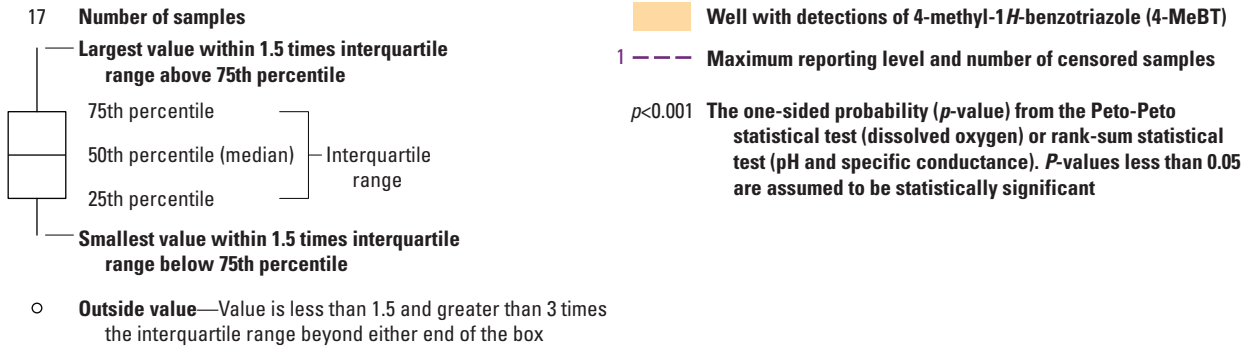 17 Number of samples
Largest value within 1.5 times interquartile
range above 75th percentile
75th percentile
50th percentile (median)
Interquartile
range
25th percentile
Smallest value within 1.5 times interquartile
range below 75th percentile
Outside value—Value is less than 1.5 and greater than 3 times
the interquartile range beyond either end of the box
Well with detections of 4-methyl-1H-benzotriazole (4-MeBT)
1 Maximum reporting level and number of censored samples
p<0.001 The one-sided probability (p-value) from the Peto-Peto
statistical test (dissolved oxygen) or rank-sum statistical
test (pH and specific conductance). P-values less than 0.05
are assumed to be statistically significant